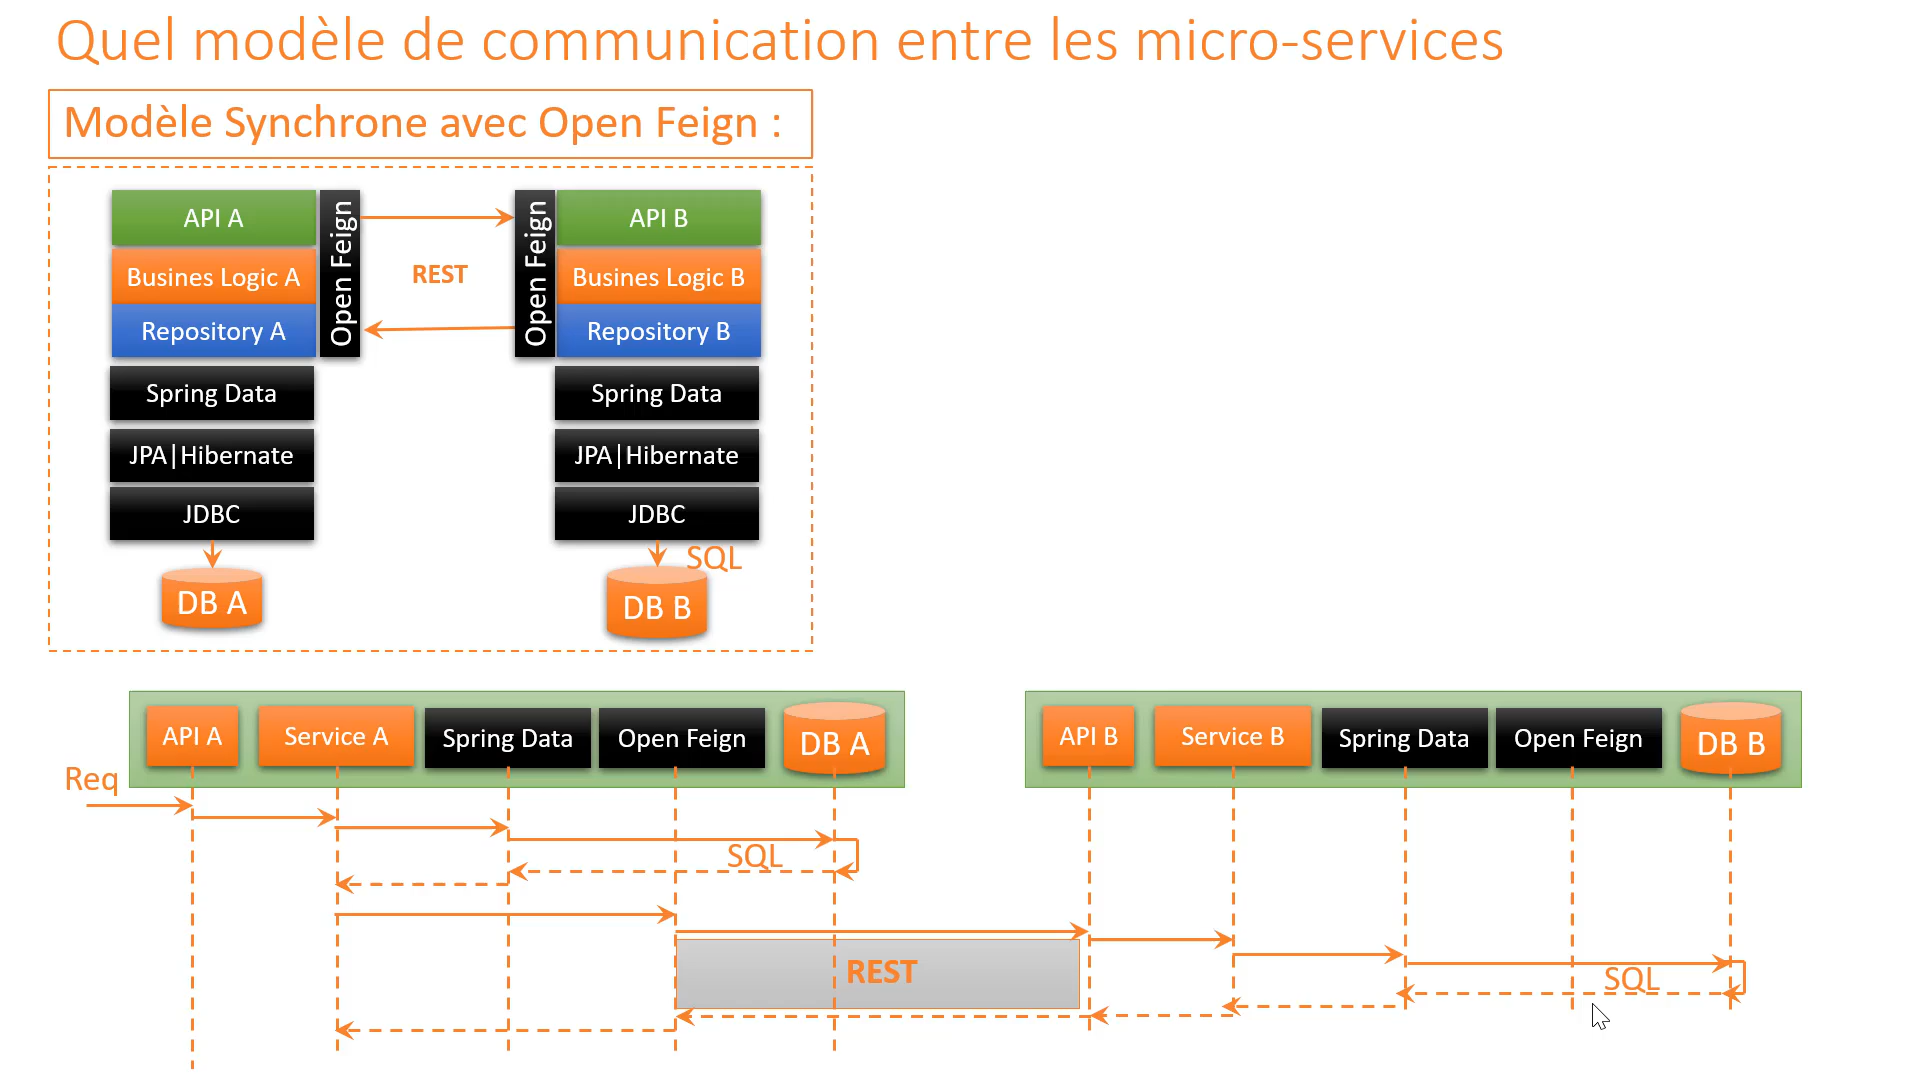 Quel modèle de communication entre les micro-services
Modèle Synchrone avec Open Feign :
API A
Busines Logic A
Repository A
Open Feign
REST
Open Feign
API B
Busines Logic B
Repository B
Spring Data
JPA|Hibernate
JDBC
DB A
Spring Data
JPA|Hibernate
JDBC
SQL
DB B
API A
Service A
Spring Data
Open Feign
DB A
API B
Service B
Spring Data
Open Feign
DB B
Req
SQL
REST
SQL